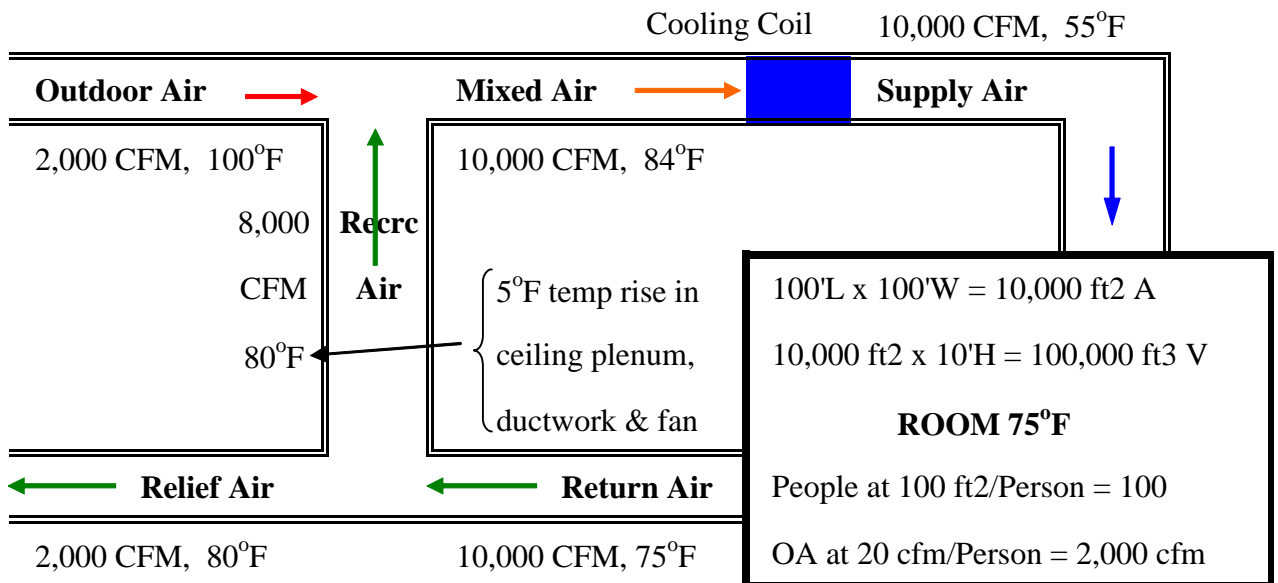 Cooling Coil 10,000 CFM, 55°F
Outdoor Air Mixed Air Supply Air
2,000 CFM, 100°F 10,000 CFM, 84°F
8,000 Recrc
CFM Air
80°F
5°F temp rise in
ceiling plenum,
ductwork & fan
100'L x 100'W = 10,000 ft2 A
10,000 ft2 x 10'H = 100,000 ft3 V
ROOM 75°F
People at 100 ft2/Person = 100
OA at 20 cfm/Person = 2,000 cfm
Relief Air Return Air
2,000 CFM, 80°F 10,000 CFM, 75°F